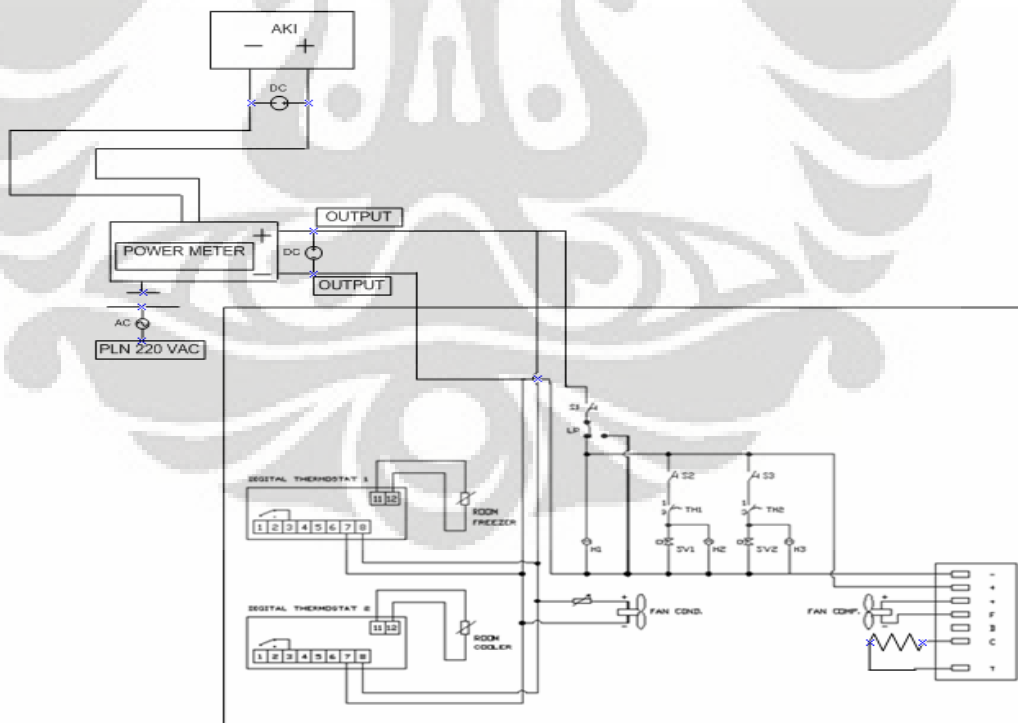 AKI
− +
DC
OUTPUT
+
POWER METER
DC
−
OUTPUT
AC
PLN 220 VAC
S1
LP
DIGITAL THERMOSTAT 1
11 12
ROOM FREEZER
1 2 3 4 5 6 7 8
S2 S3
1 TH1 1 TH2
H1 SV1 H2 SV2 H3
DIGITAL THERMOSTAT 2
11 12
ROOM COOLER
1 2 3 4 5 6 7 8
+ FAN COND.
−
FAN COMP. +
−
−
+
+
F
C
T